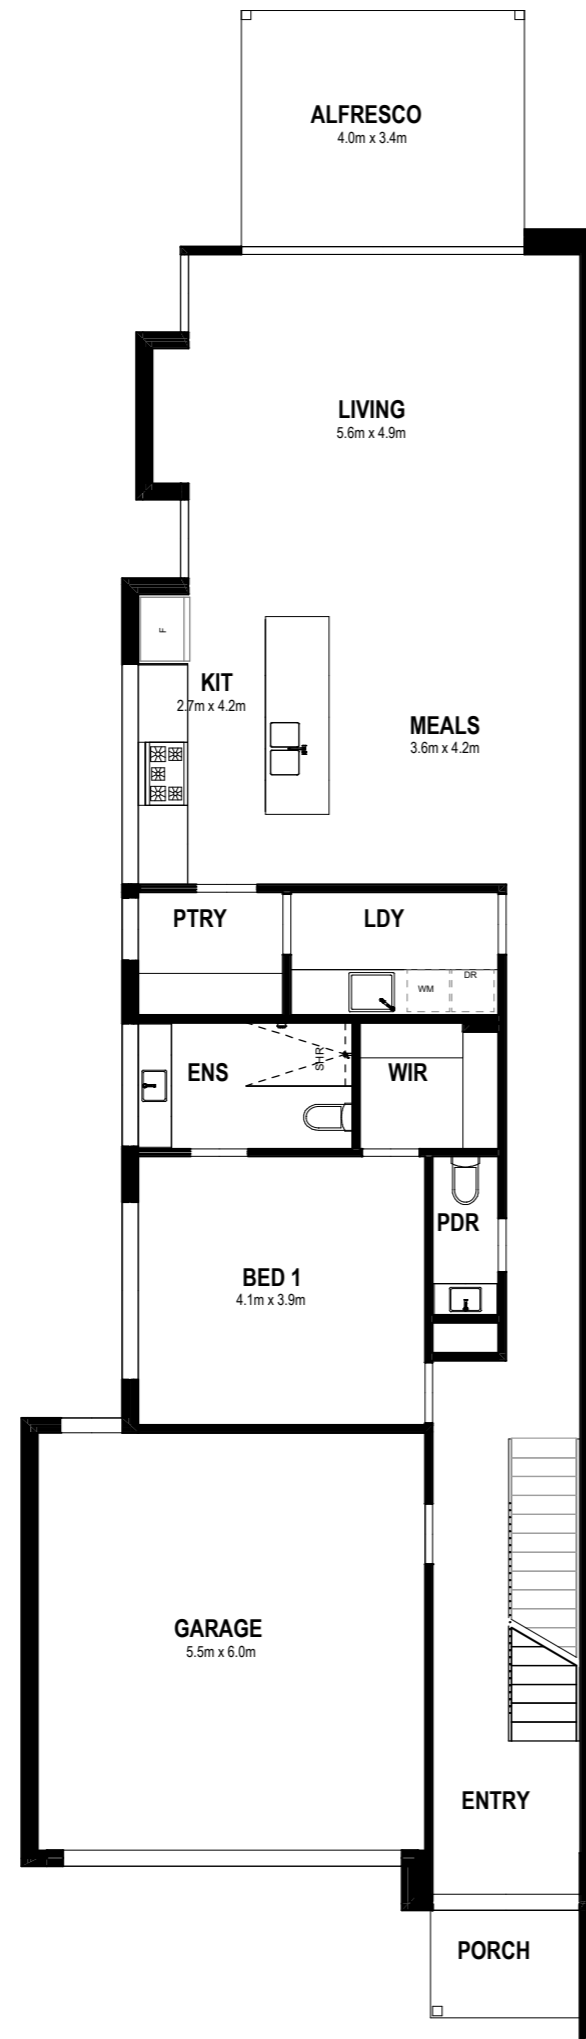 ALFRESCO
4.0m x 3.4m
LIVING
5.6m x 4.9m
F
KIT
2.7m x 4.2m
MEALS
3.6m x 4.2m
PTRY
LDY
WM
DR
ENS
SHR
WIR
PDR
BED 1
4.1m x 3.9m
GARAGE
5.5m x 6.0m
ENTRY
PORCH